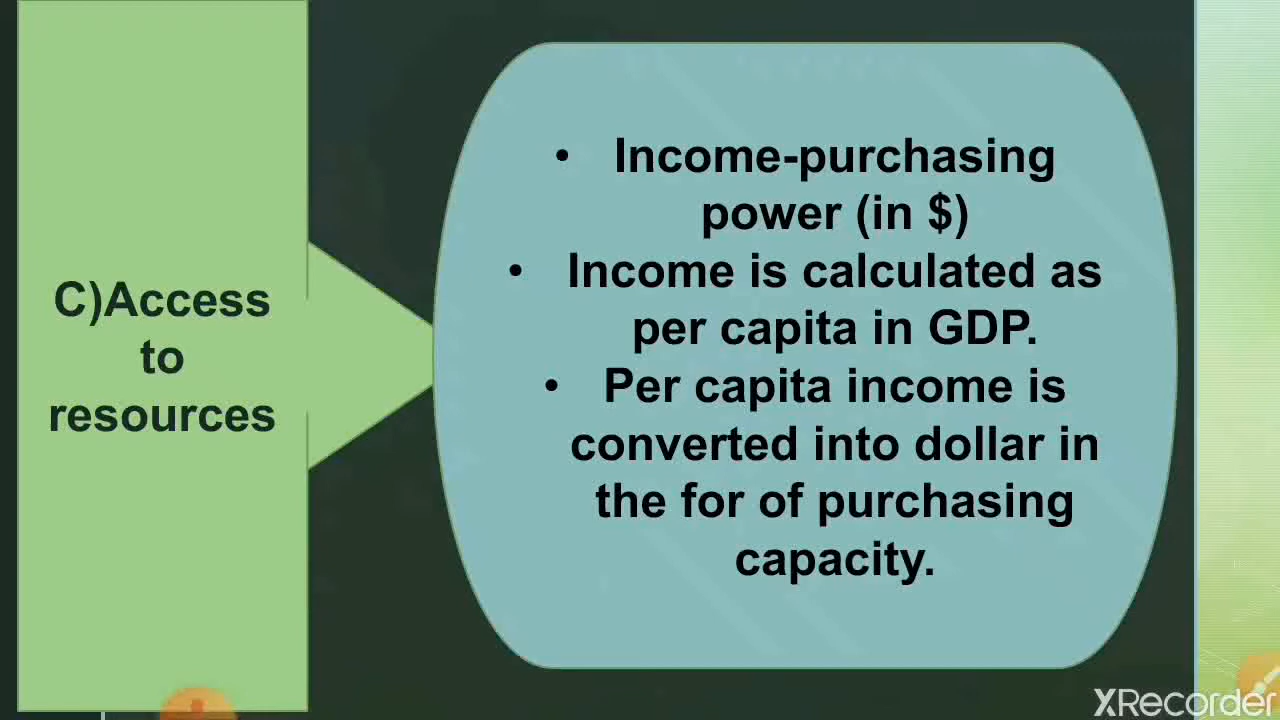 C)Access
to
resources
• Income-purchasing
power (in $)
• Income is calculated as
per capita in GDP.
• Per capita income is
converted into dollar in
the for of purchasing
capacity.
XRecorder